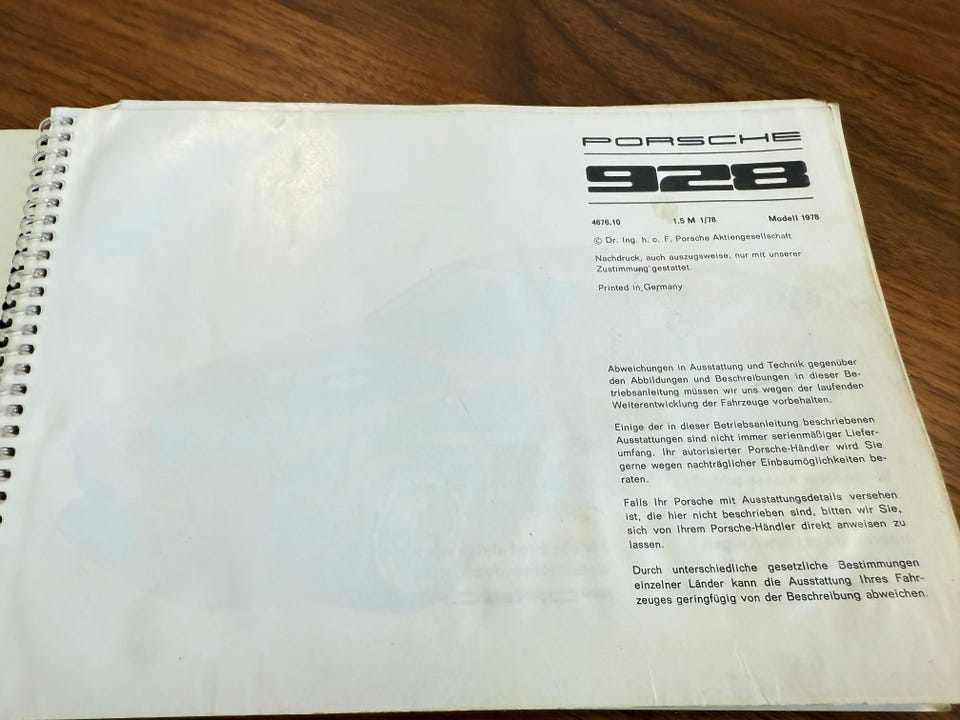 PORSCHE
928
4676.10 1.5 M 1/78 Modell 1978
© Dr. Ing. h. c. F. Porsche Aktiengesellschaft
Nachdruck, auch auszugsweise, nur mit unserer
Zustimmung gestattet.
Printed in Germany
Abweichungen in Ausstattung und Technik gegenüber
den Abbildungen und Beschreibungen in dieser Be-
triebsanleitung müssen wir uns wegen der laufenden
Weiterentwicklung der Fahrzeuge vorbehalten.
Einige der in dieser Betriebsanleitung beschriebenen
Ausstattungen sind nicht immer serienmäßiger Liefer-
umfang. Ihr autorisierter Porsche-Händler wird Sie
gerne wegen nachträglicher Einbaumöglichkeiten be-
raten.
Falls Ihr Porsche mit Ausstattungsdetails versehen
ist, die hier nicht beschrieben sind, bitten wir Sie,
sich von Ihrem Porsche-Händler direkt anweisen zu
lassen.
Durch unterschiedliche gesetzliche Bestimmungen
einzelner Länder kann die Ausstattung Ihres Fahr-
zeuges geringfügig von der Beschreibung abweichen.